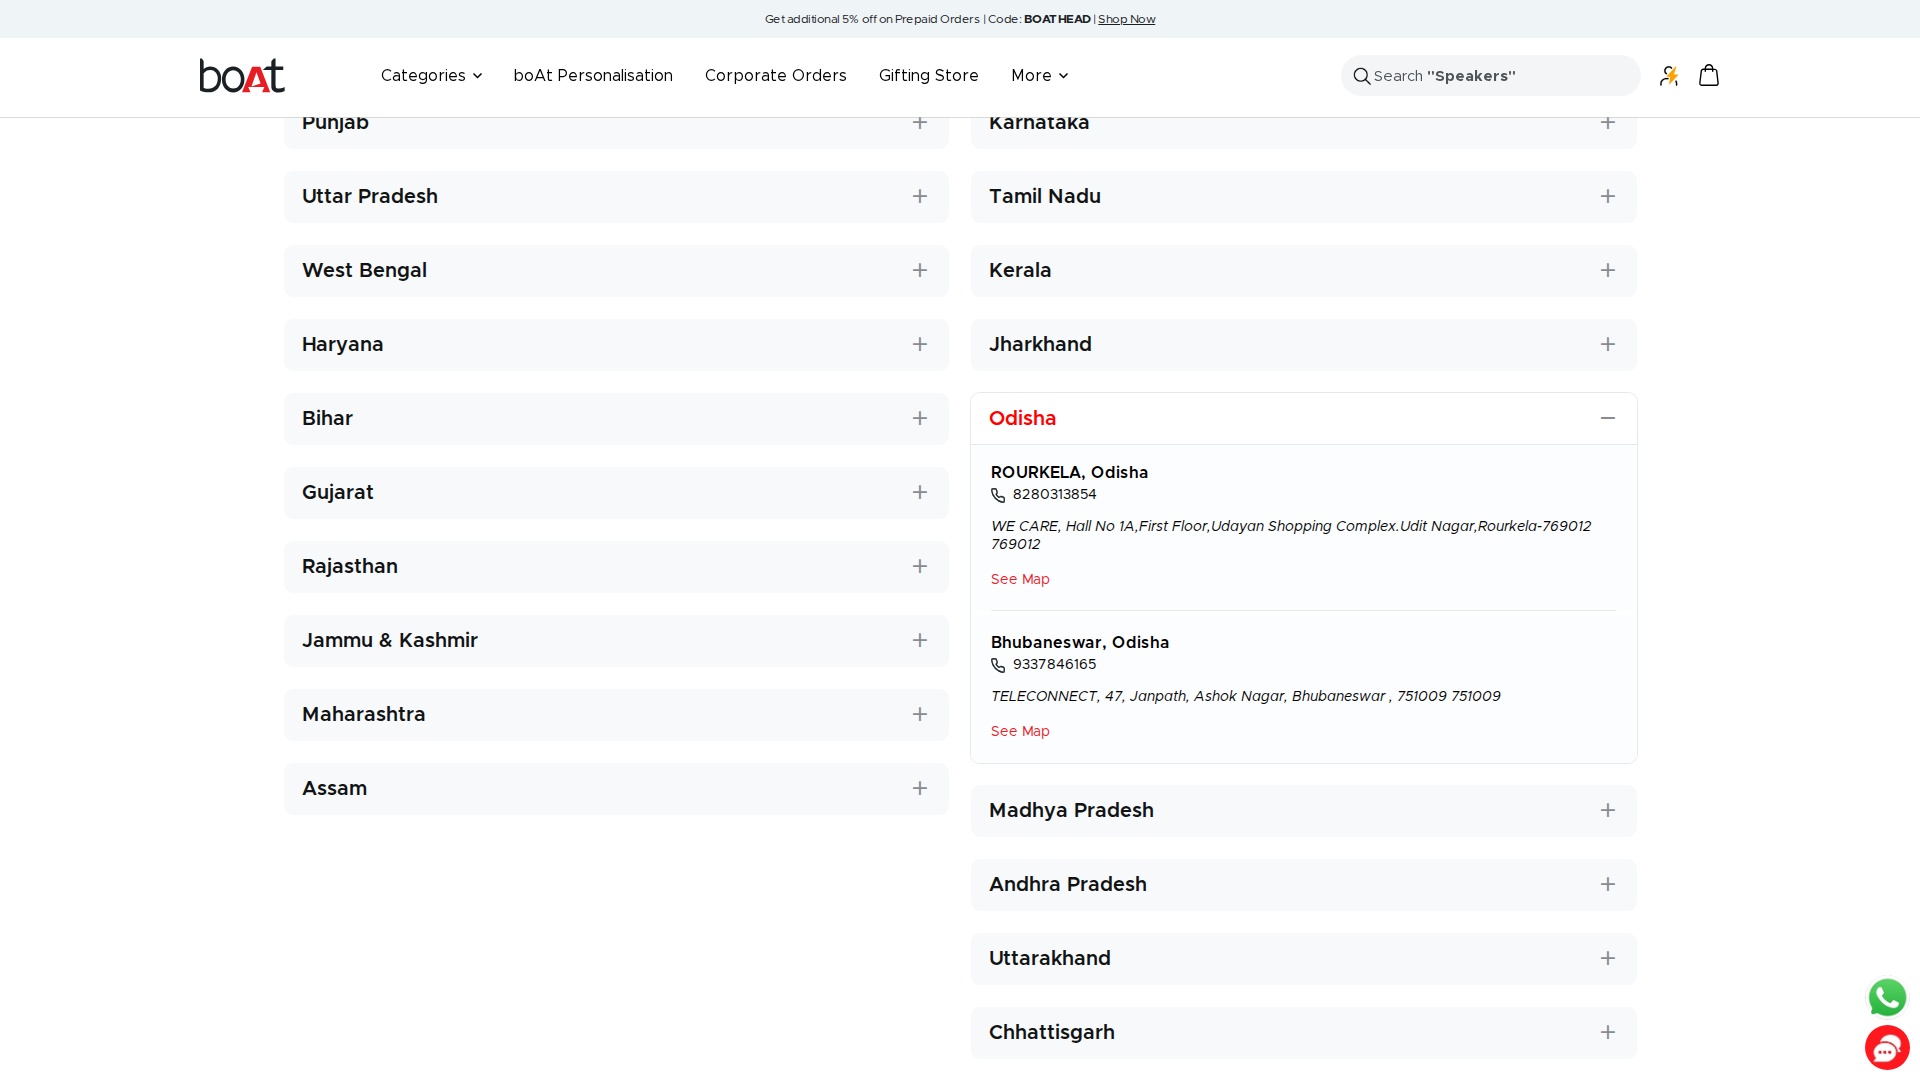 Get additional 5% off on Prepaid Orders | Code: BOATHEAD | Shop Now
boAt
Categories
boAt Personalisation
Corporate Orders
Gifting Store
More
Search "Speakers"
Punjab
Uttar Pradesh
West Bengal
Haryana
Bihar
Gujarat
Rajasthan
Jammu & Kashmir
Maharashtra
Assam
Karnataka
Tamil Nadu
Kerala
Jharkhand
Odisha
ROURKELA, Odisha
8280313854
WE CARE, Hall No 1A,First Floor,Udayan Shopping Complex.Udit Nagar,Rourkela-769012
769012
See Map
Bhubaneswar, Odisha
9337846165
TELECONNECT, 47, Janpath, Ashok Nagar, Bhubaneswar , 751009 751009
See Map
Madhya Pradesh
Andhra Pradesh
Uttarakhand
Chhattisgarh